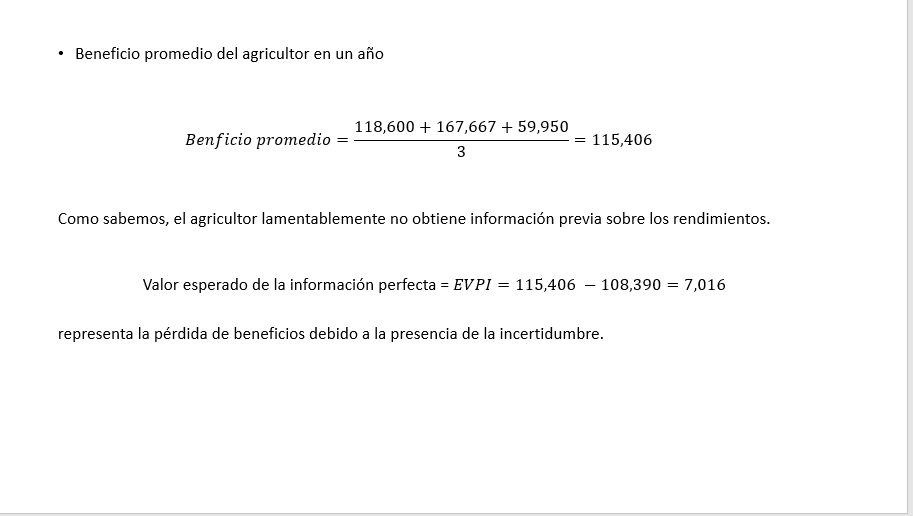 • Beneficio promedio del agricultor en un año
Benficio promedio = \frac{118,600 + 167,667 + 59,950}{3} = 115,406
Como sabemos, el agricultor lamentablemente no obtiene información previa sobre los rendimientos.
Valor esperado de la información perfecta = EVPI = 115,406 − 108,390 = 7,016
representa la pérdida de beneficios debido a la presencia de la incertidumbre.